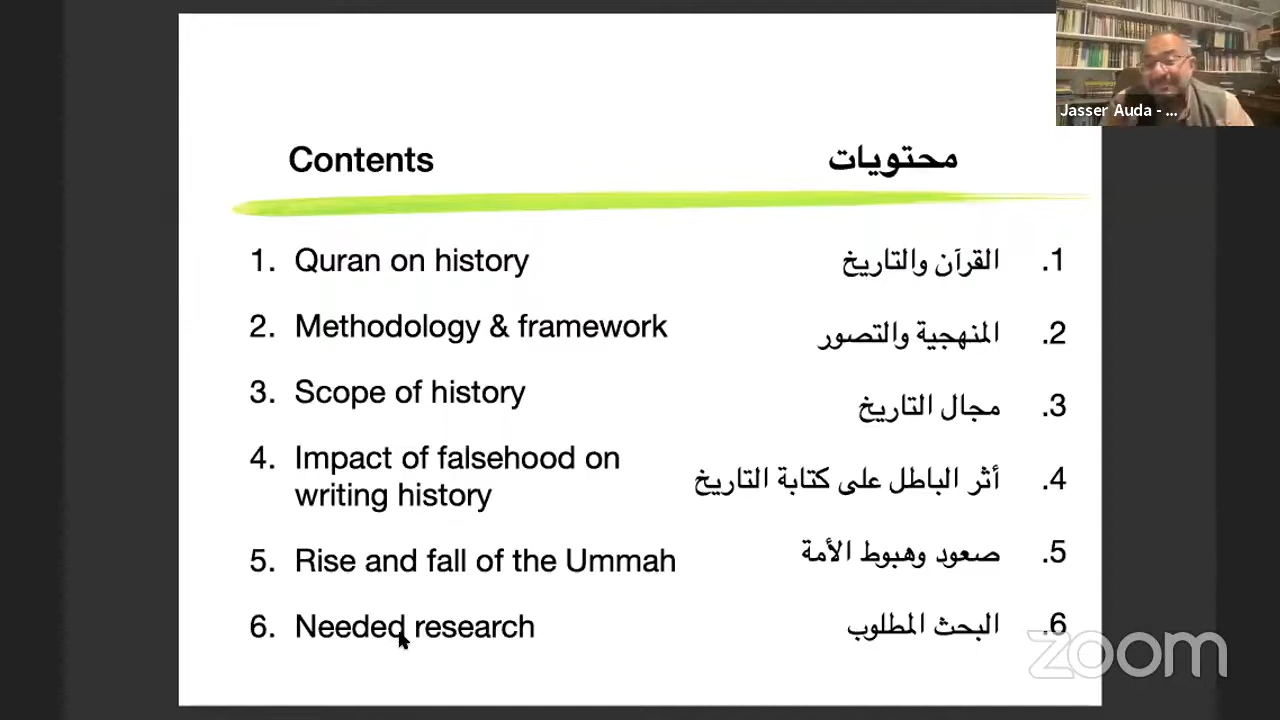 Jasser Auda - ...
Contents
محتويات
1. Quran on history
2. Methodology & framework
3. Scope of history
4. Impact of falsehood on
writing history
5. Rise and fall of the Ummah
6. Needed research
1. القرآن والتاريخ
2. المنهجية والتصور
3. مجال التاريخ
4. أثر الباطل على كتابة التاريخ
5. صعود وهبوط الأمة
6. البحث المطلوب
zoom